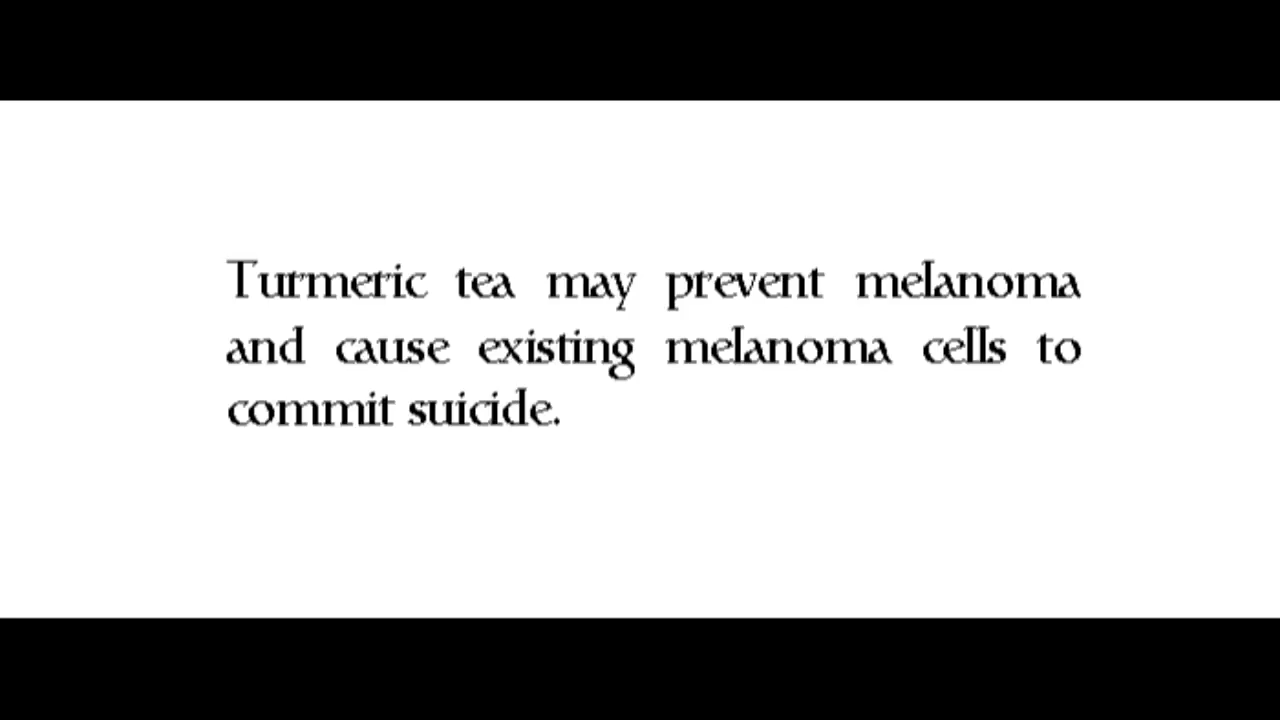 Turmeric tea may prevent melanoma
and cause existing melanoma cells to
commit suicide.